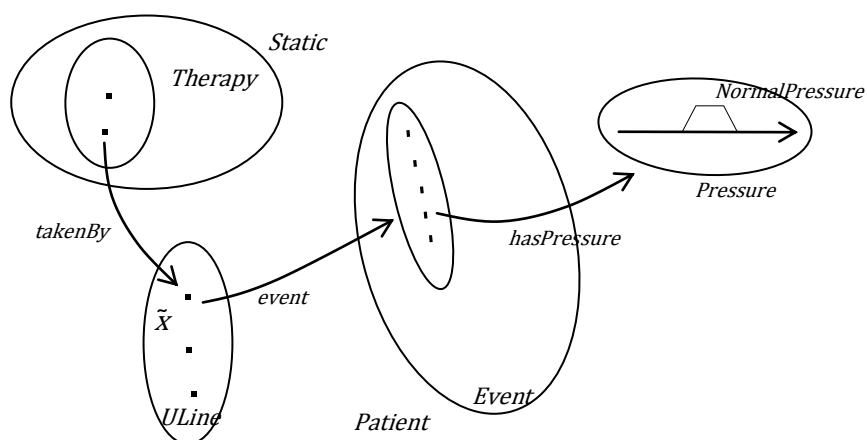 Static
Therapy
NormalPressure
Pressure
takenBy
hasPressure
event
X̃
Event
ULine
Patient